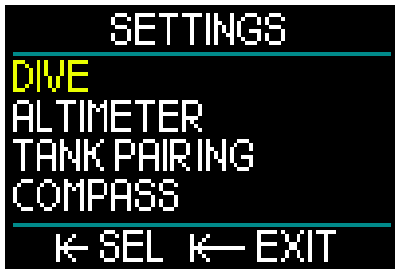 SETTINGS
DIVE
ALTIMETER
TANK PAIRING
COMPASS
SEL EXIT